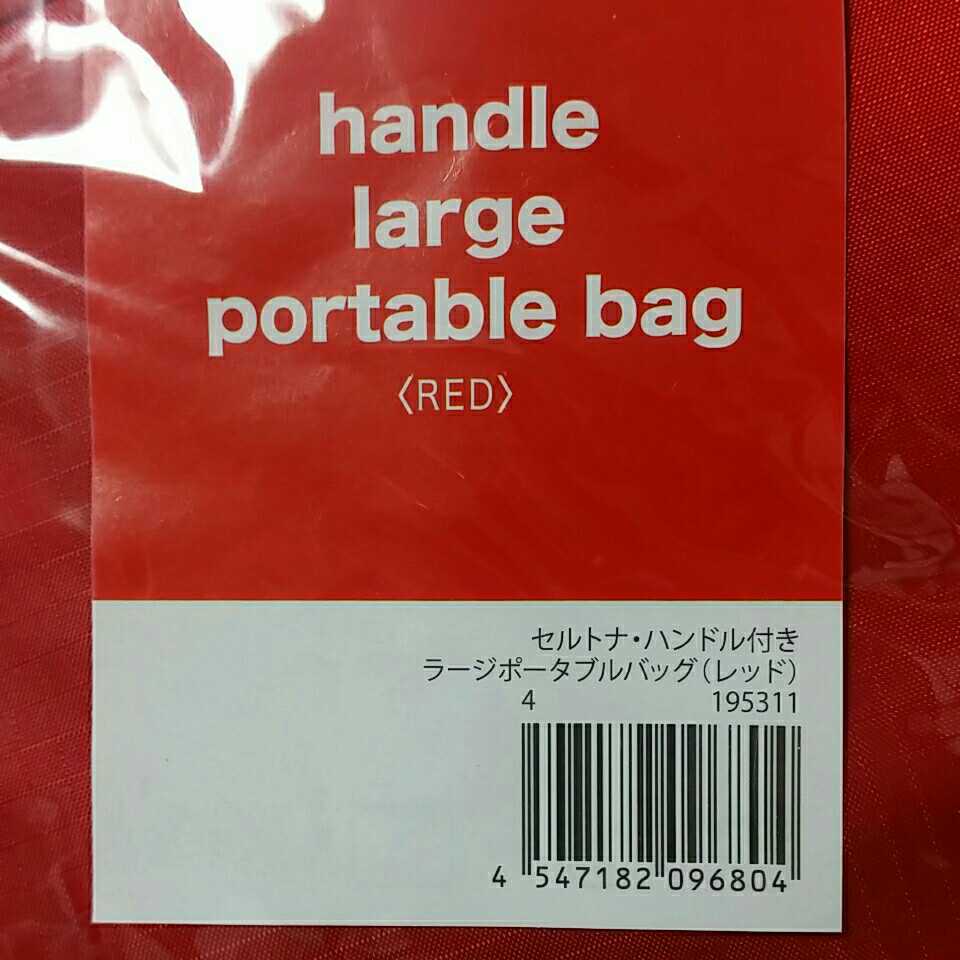 handle
large
portable bag
〈RED〉
セルトナ・ハンドル付き
ラージポータブルバッグ（レッド）
4 195311
4 547182 096804